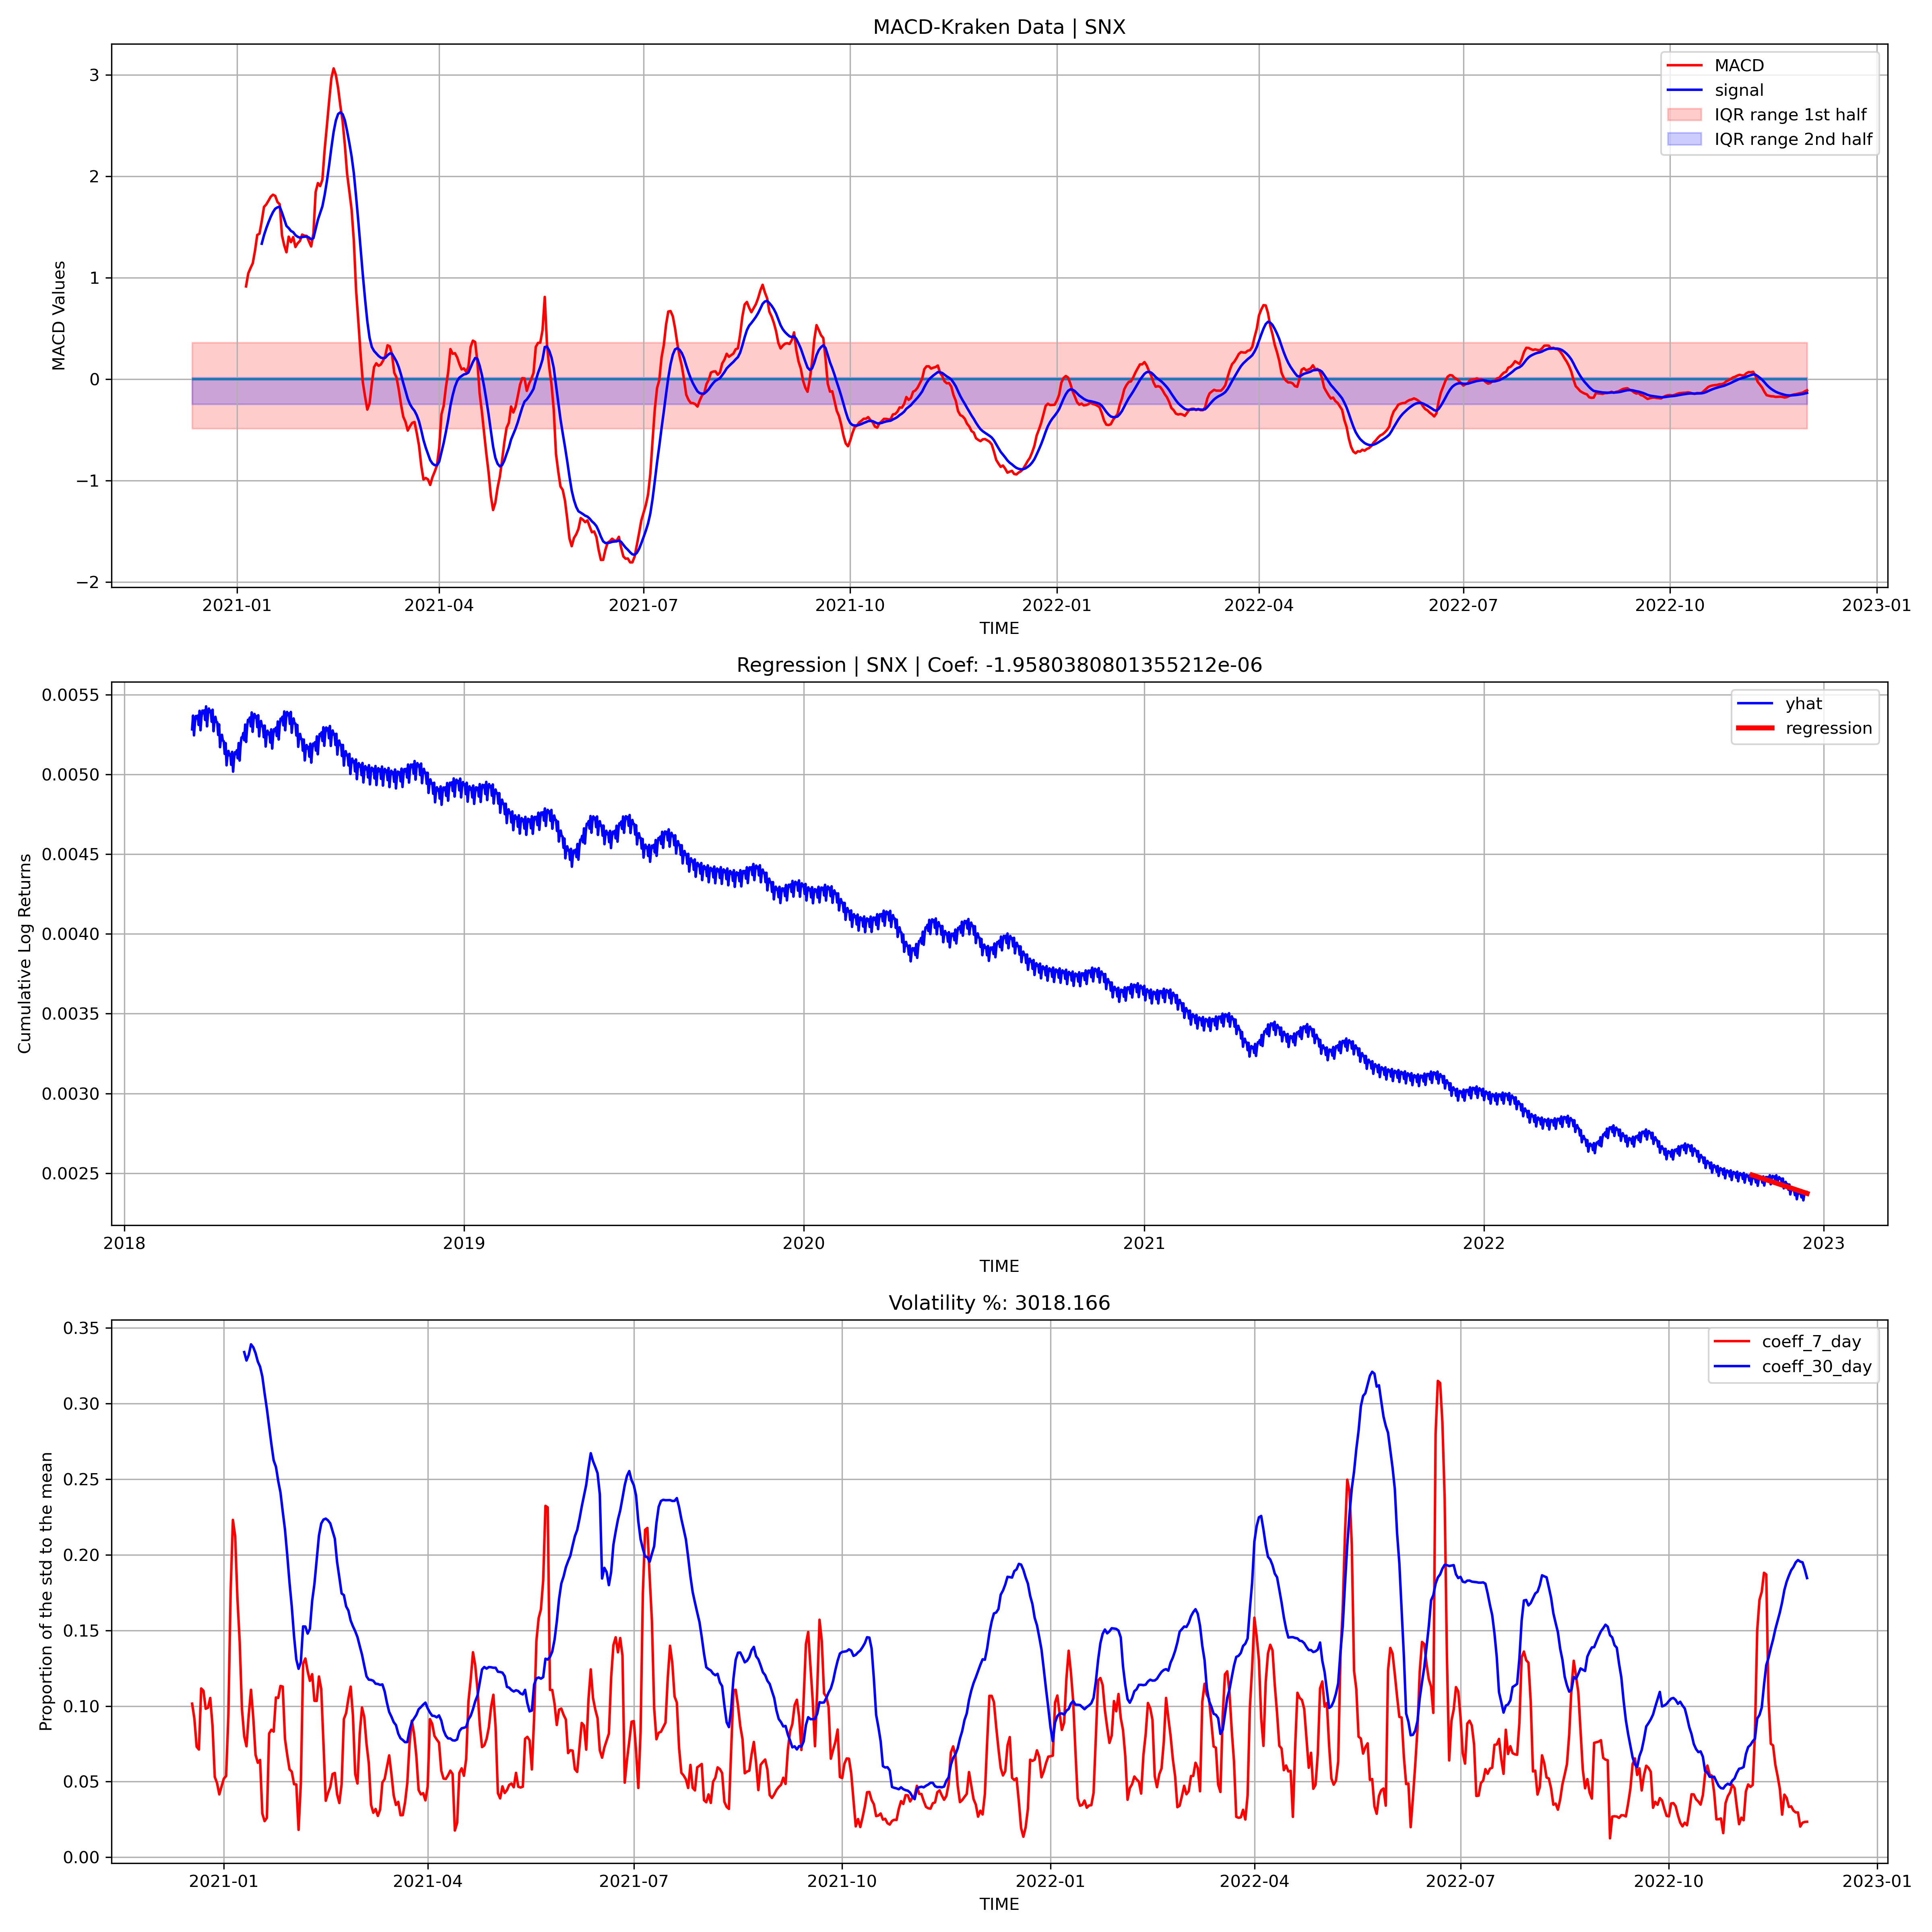 MACD-Kraken Data | SNX
MACD
signal
IQR range 1st half
IQR range 2nd half
MACD Values
3
2
1
0
−1
−2
2021-01 2021-04 2021-07 2021-10 2022-01 2022-04 2022-07 2022-10 2023-01
TIME
Regression | SNX | Coef: -1.9580380801355212e-06
yhat
regression
Cumulative Log Returns
0.0055
0.0050
0.0045
0.0040
0.0035
0.0030
0.0025
2018 2019 2020 2021 2022 2023
TIME
Volatility %: 3018.166
coeff_7_day
coeff_30_day
Proportion of the std to the mean
0.35
0.30
0.25
0.20
0.15
0.10
0.05
0.00
2021-01 2021-04 2021-07 2021-10 2022-01 2022-04 2022-07 2022-10 2023-01
TIME